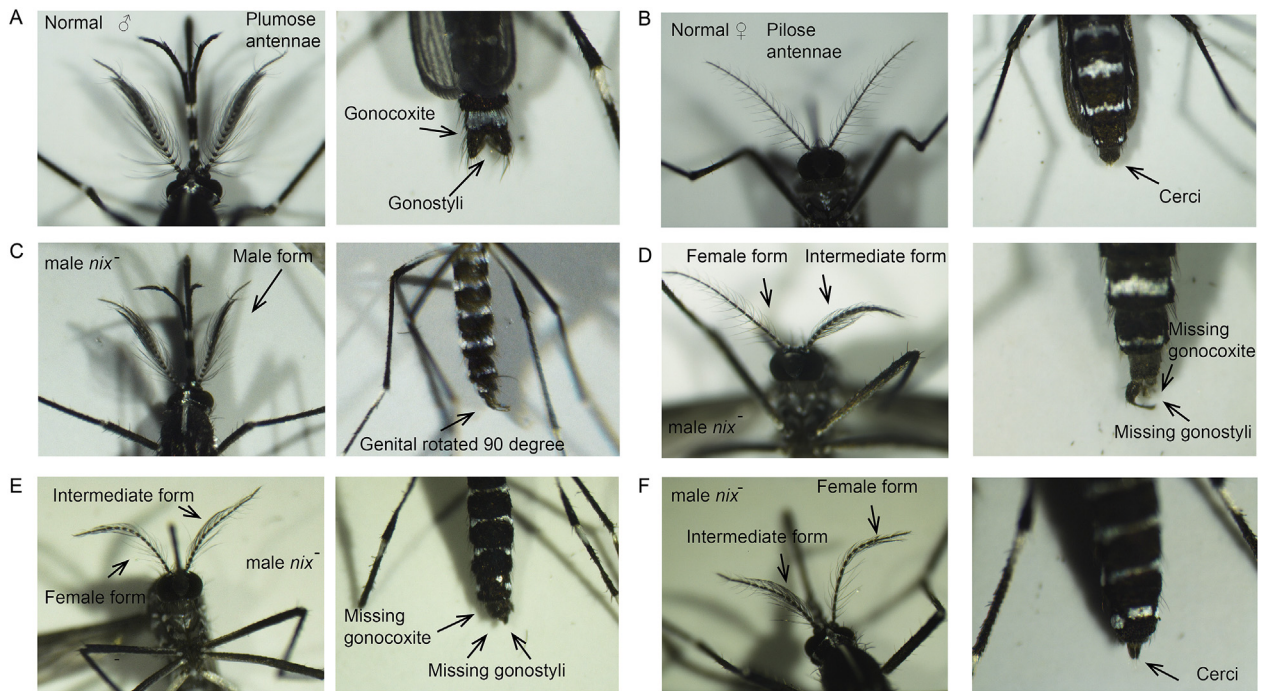 A
Normal ♂
Plumose
antennae
Gonocoxite
Gonostyli
B
Normal ♀ Pilose
antennae
Cerci
C
male nix-
Male form
Genital rotated 90 degree
D
Female form
Intermediate form
male nix-
Missing
gonocoxite
Missing gonostyli
E
Intermediate form
male nix-
Female form
Missing
gonocoxite
Missing gonostyli
F
male nix-
Female form
Intermediate form
Cerci